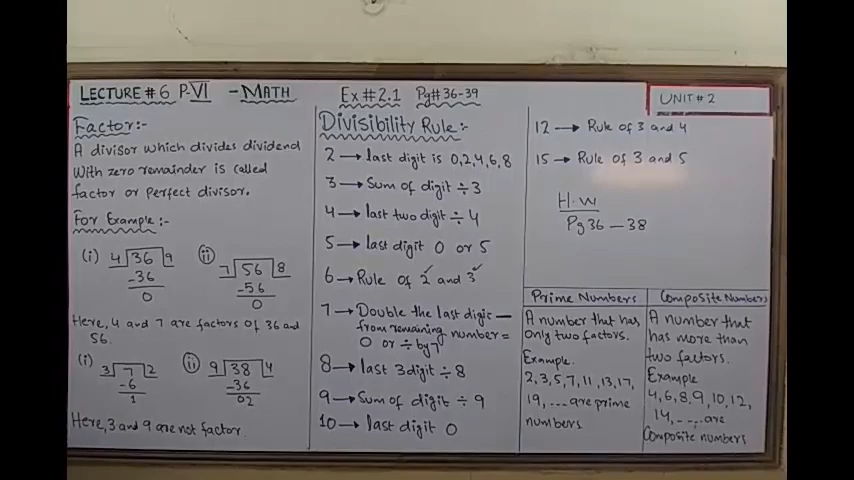 LECTURE # 6 P.VI - MATH Ex # 2.1 Pg# 36-39
UNIT # 2
Factor:-
A divisor which divides dividend
with zero remainder is called
factor or perfect divisor.
For Example:-
(i) 4 36 9
-36
0
(ii) 7 56 8
-56
0
Here, 4 and 7 are factors of 36 and
56.
(i) 3 7 2
-6
1
(ii) 9 38 4
-36
02
Here, 3 and 9 are not factor.
Divisibility Rule:-
2 → last digit is 0,2,4,6,8
3 → Sum of digit ÷ 3
4 → last two digit ÷ 4
5 → last digit 0 or 5
6 → Rule of 2 ✓ and 3 ✓
7 → Double the last digit —
from remaining number =
0 or ÷ by 7
8 → last 3 digit ÷ 8
9 → Sum of digit ÷ 9
10 → last digit 0
12 → Rule of 3 and 4
15 → Rule of 3 and 5
H.W
Pg 36 — 38
Prime Numbers
A number that has
only two factors.
Example.
2,3,5,7,11,13,17,
19, .... are prime
numbers
Composite Numbers
A number that
has more than
two factors.
Example
4,6,8,9,10,12,
14, ..... are
Composite numbers